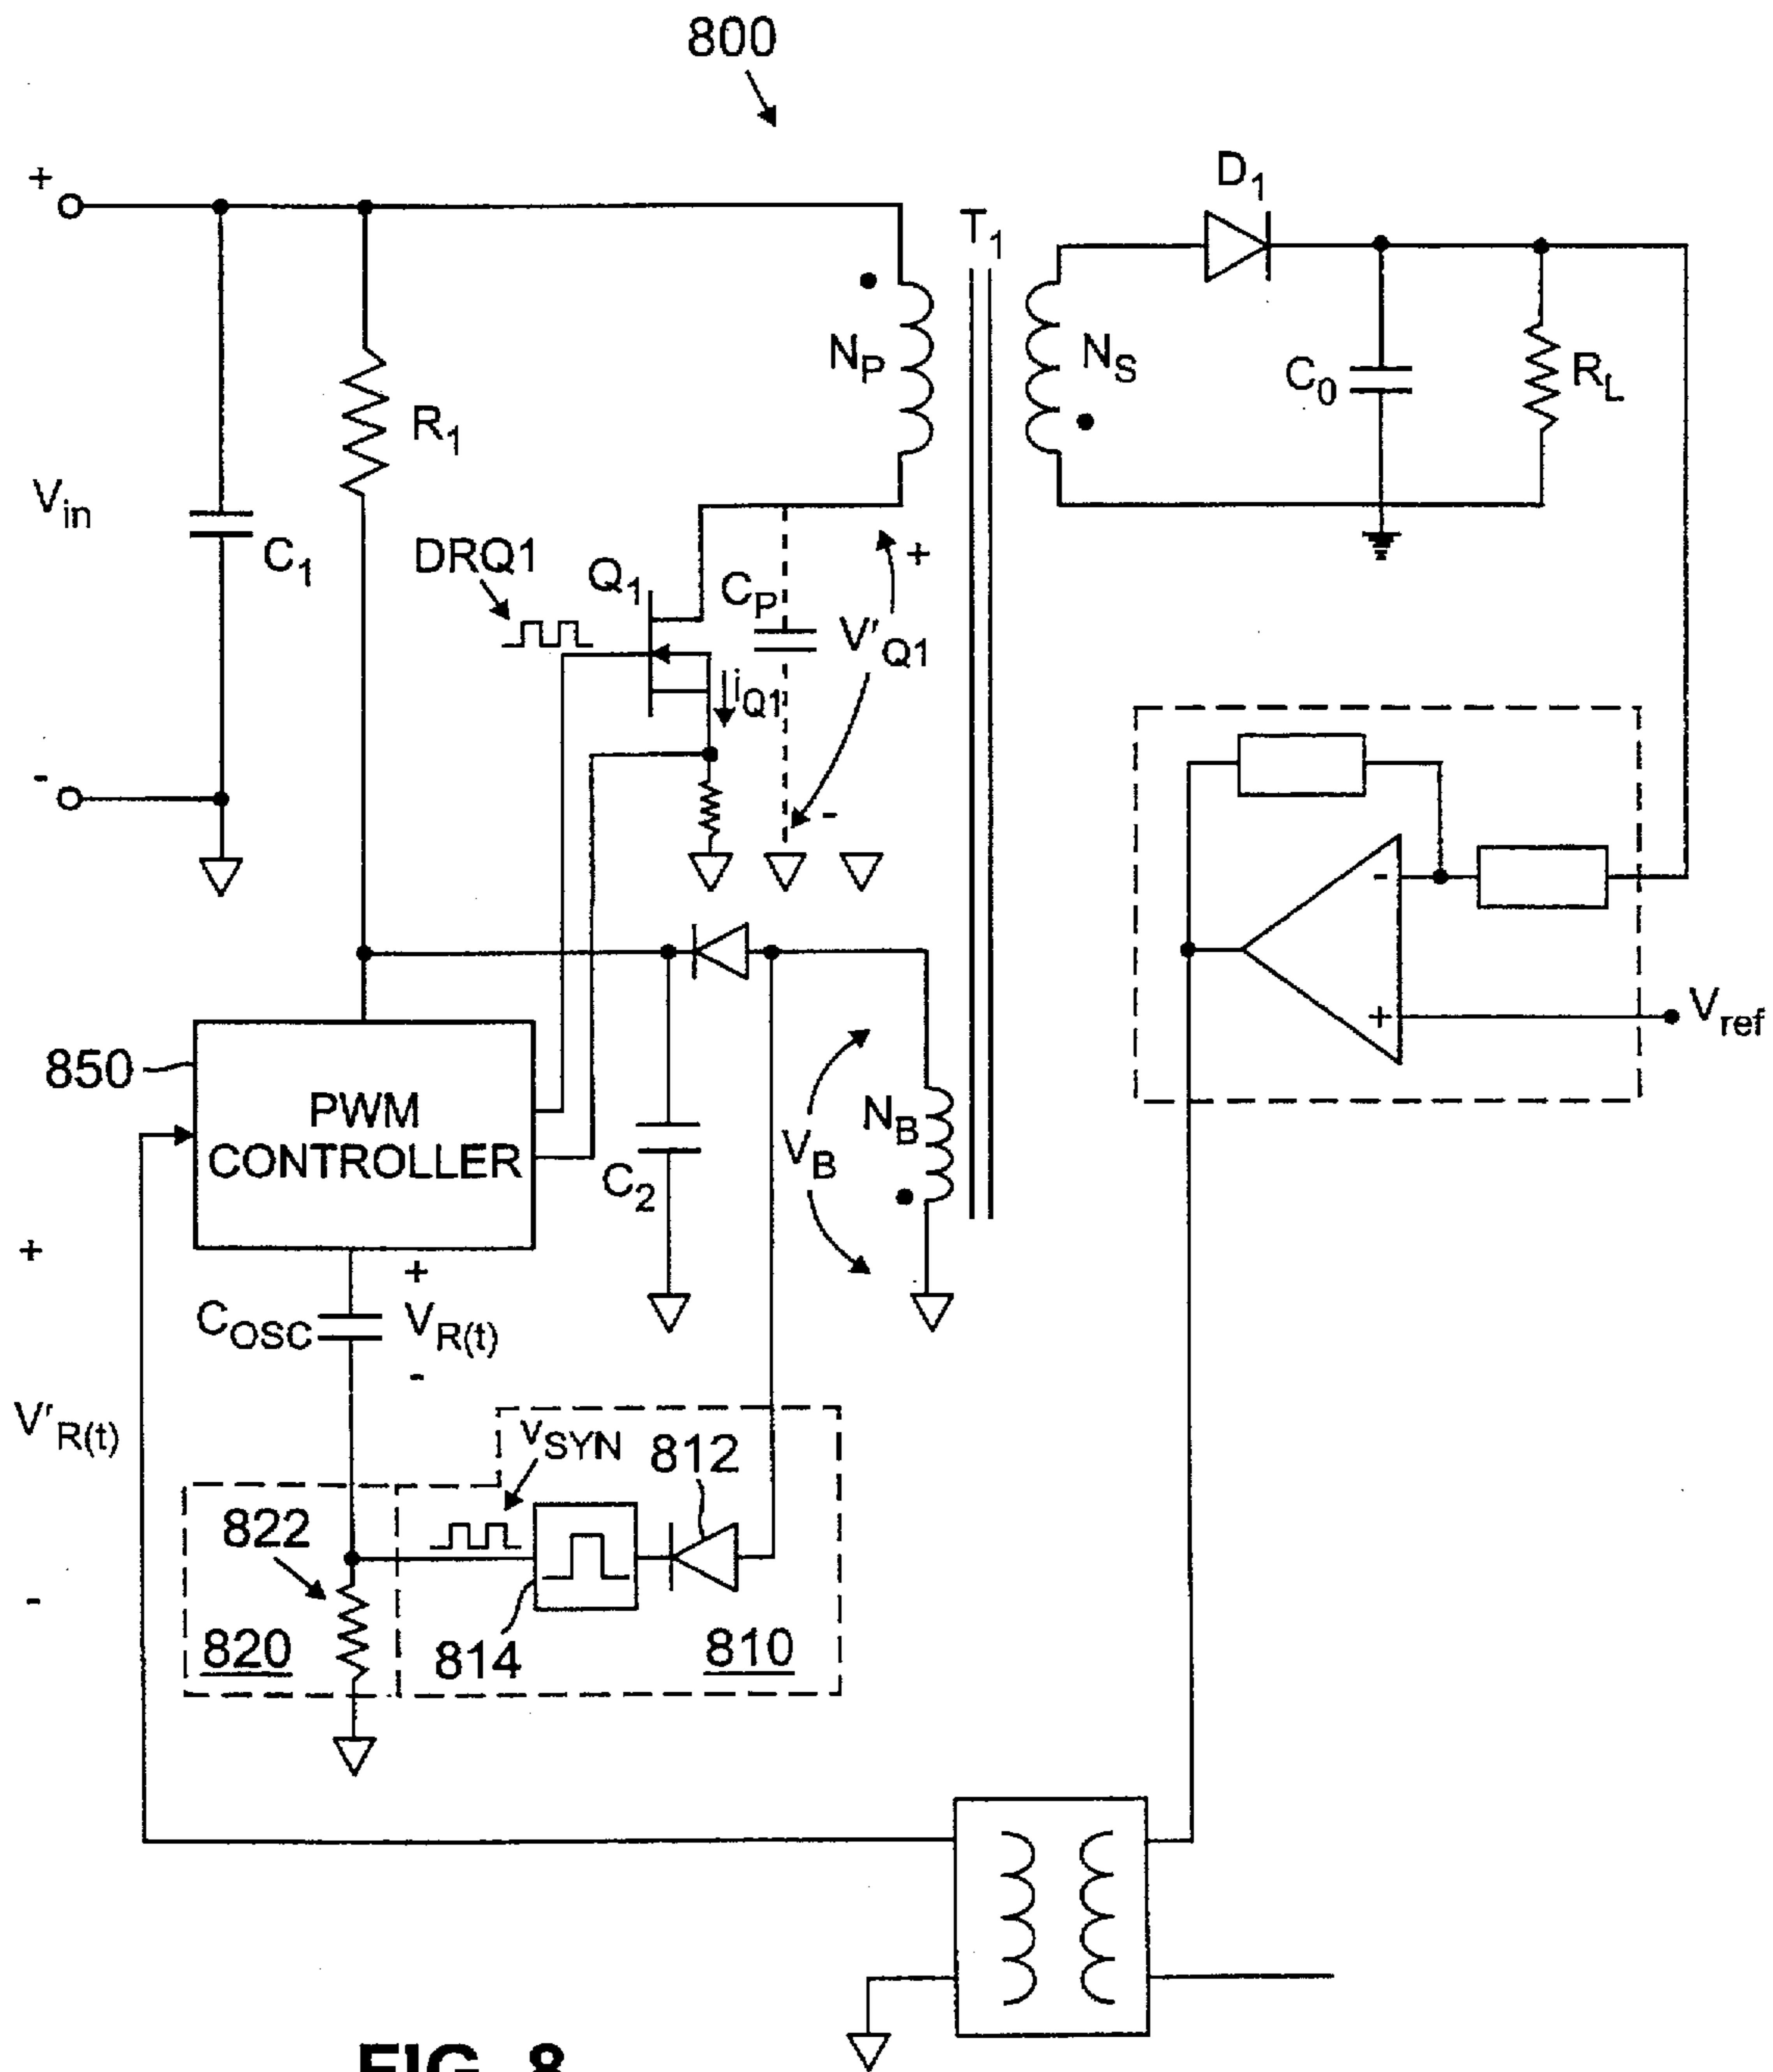 800
+
D1
T1
NP
NS
C0
RL
R1
Vin
C1
DRQ1
Q1
CP
+
V'Q1
iQ1
-
-
-
+
Vref
850
PWM
CONTROLLER
C2
VB
NB
+
+
COSC
VR(t)
-
V'R(t)
vSYN
812
822
-
820
814
810
FIG. 8